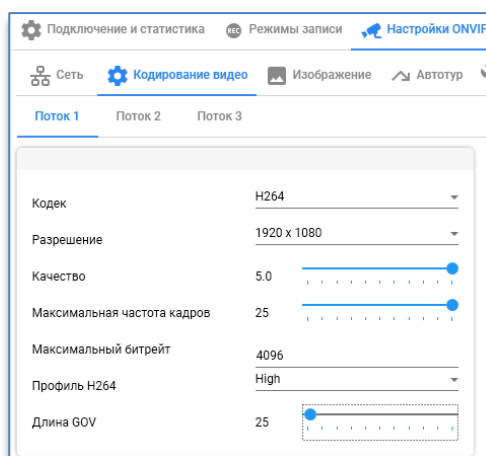 Подключение и статистика REC Режимы записи Настройки ONVIF
Сеть Кодирование видео Изображение Автотур
Поток 1 Поток 2 Поток 3
Кодек H264
Разрешение 1920 x 1080
Качество 5.0
Максимальная частота кадров 25
Максимальный битрейт 4096
Профиль H264 High
Длина GOV 25